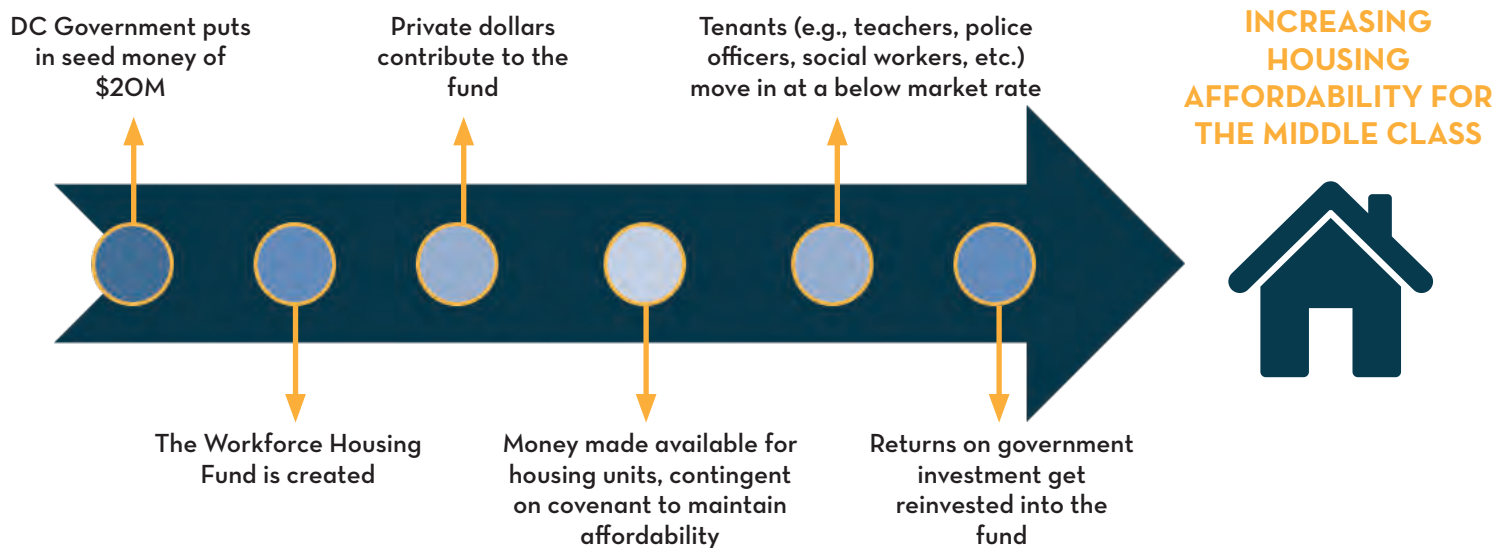 DC Government puts
in seed money of
$20M
Private dollars
contribute to the
fund
Tenants (e.g., teachers, police
officers, social workers, etc.)
move in at a below market rate
INCREASING
HOUSING
AFFORDABILITY FOR
THE MIDDLE CLASS
The Workforce Housing
Fund is created
Money made available for
housing units, contingent
on covenant to maintain
affordability
Returns on government
investment get
reinvested into the
fund